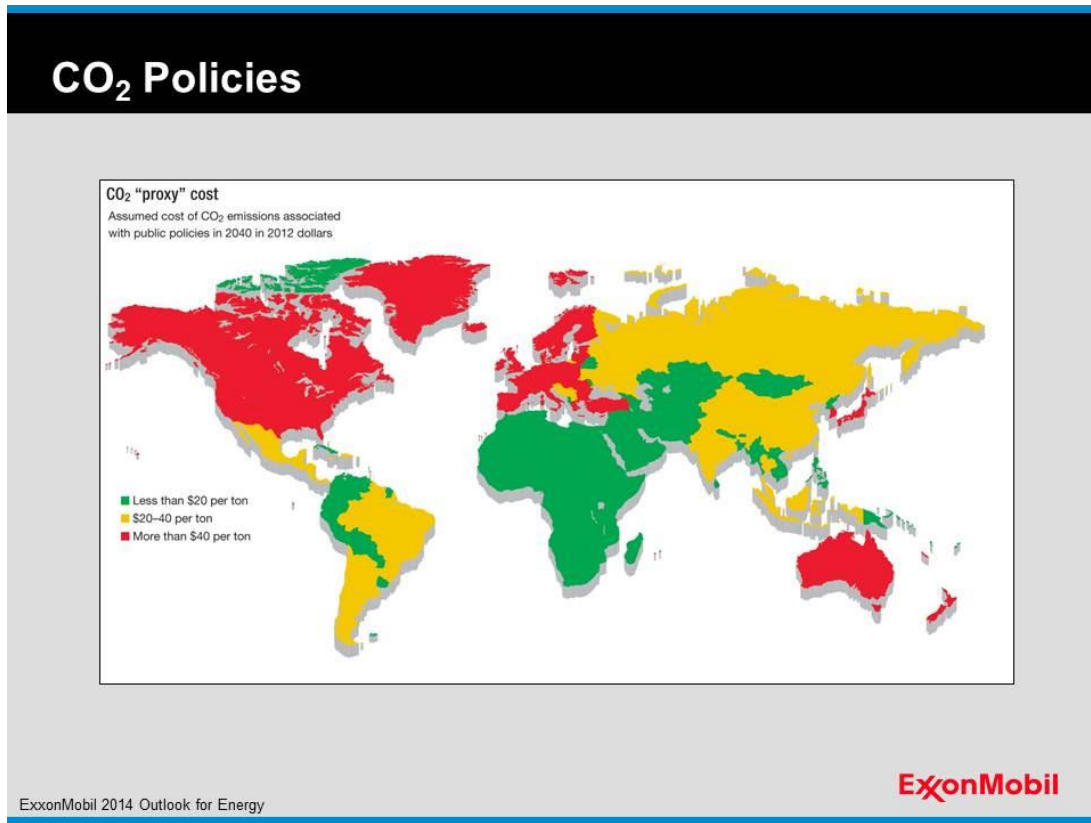 CO₂ Policies
CO₂ “proxy” cost
Assumed cost of CO₂ emissions associated
with public policies in 2040 in 2012 dollars
Less than $20 per ton
$20–40 per ton
More than $40 per ton
ExxonMobil
ExxonMobil 2014 Outlook for Energy